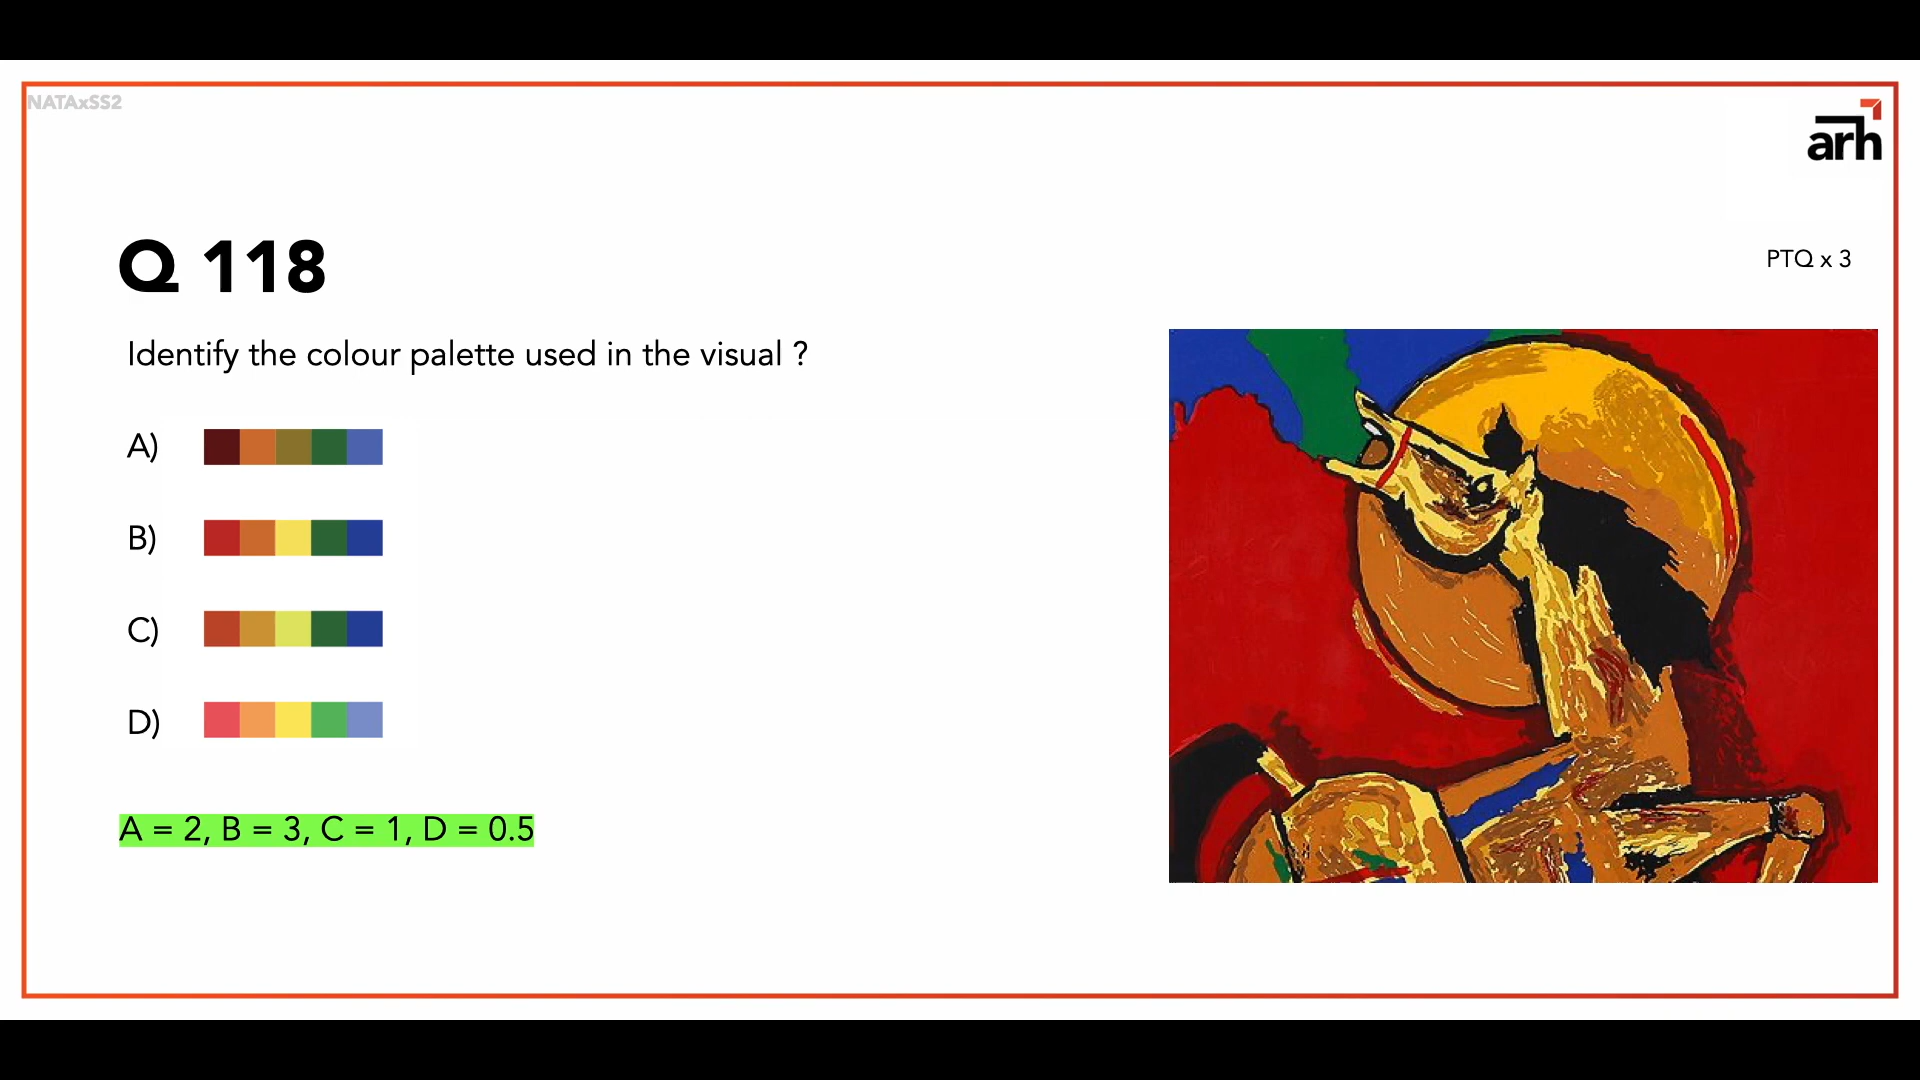 NATAxSS2
arh
Q 118
PTQ x 3
Identify the colour palette used in the visual ?
A)
B)
C)
D)
A = 2, B = 3, C = 1, D = 0.5